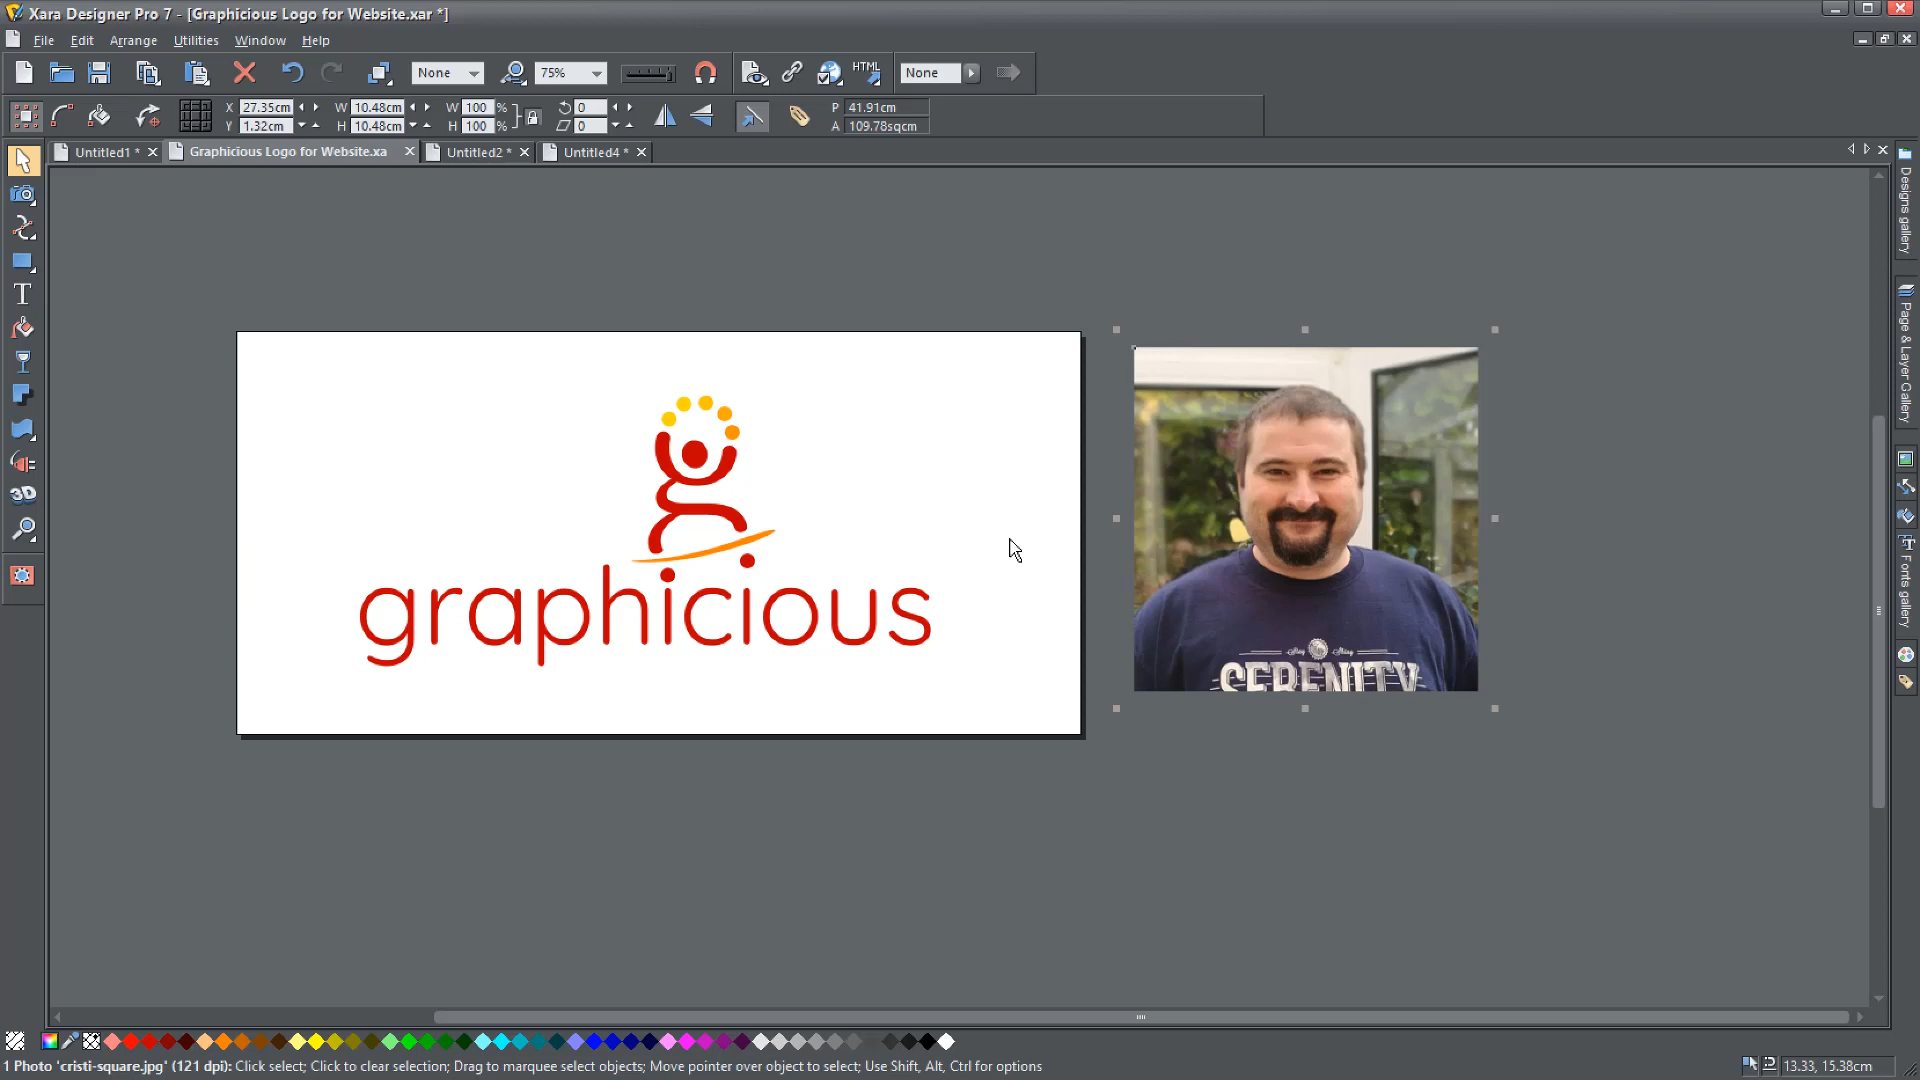 Xara Designer Pro 7 - [Graphicious Logo for Website.xar *]
File Edit Arrange Utilities Window Help
None 75% HTML None
X 27.35cm W 10.48cm W 100 % 0 P 41.91cm
Y 1.32cm H 10.48cm H 100 % 0 A 109.78sqcm
Untitled1 * Graphicious Logo for Website.xa Untitled2 * Untitled4 *
Designs gallery
Page & Layer Gallery
Fonts gallery
T
3D
graphicious
SERENITY
1 Photo 'cristi-square.jpg' (121 dpi): Click select; Click to clear selection; Drag to marquee select objects; Move pointer over object to select; Use Shift, Alt, Ctrl for options
13.33, 15.38cm